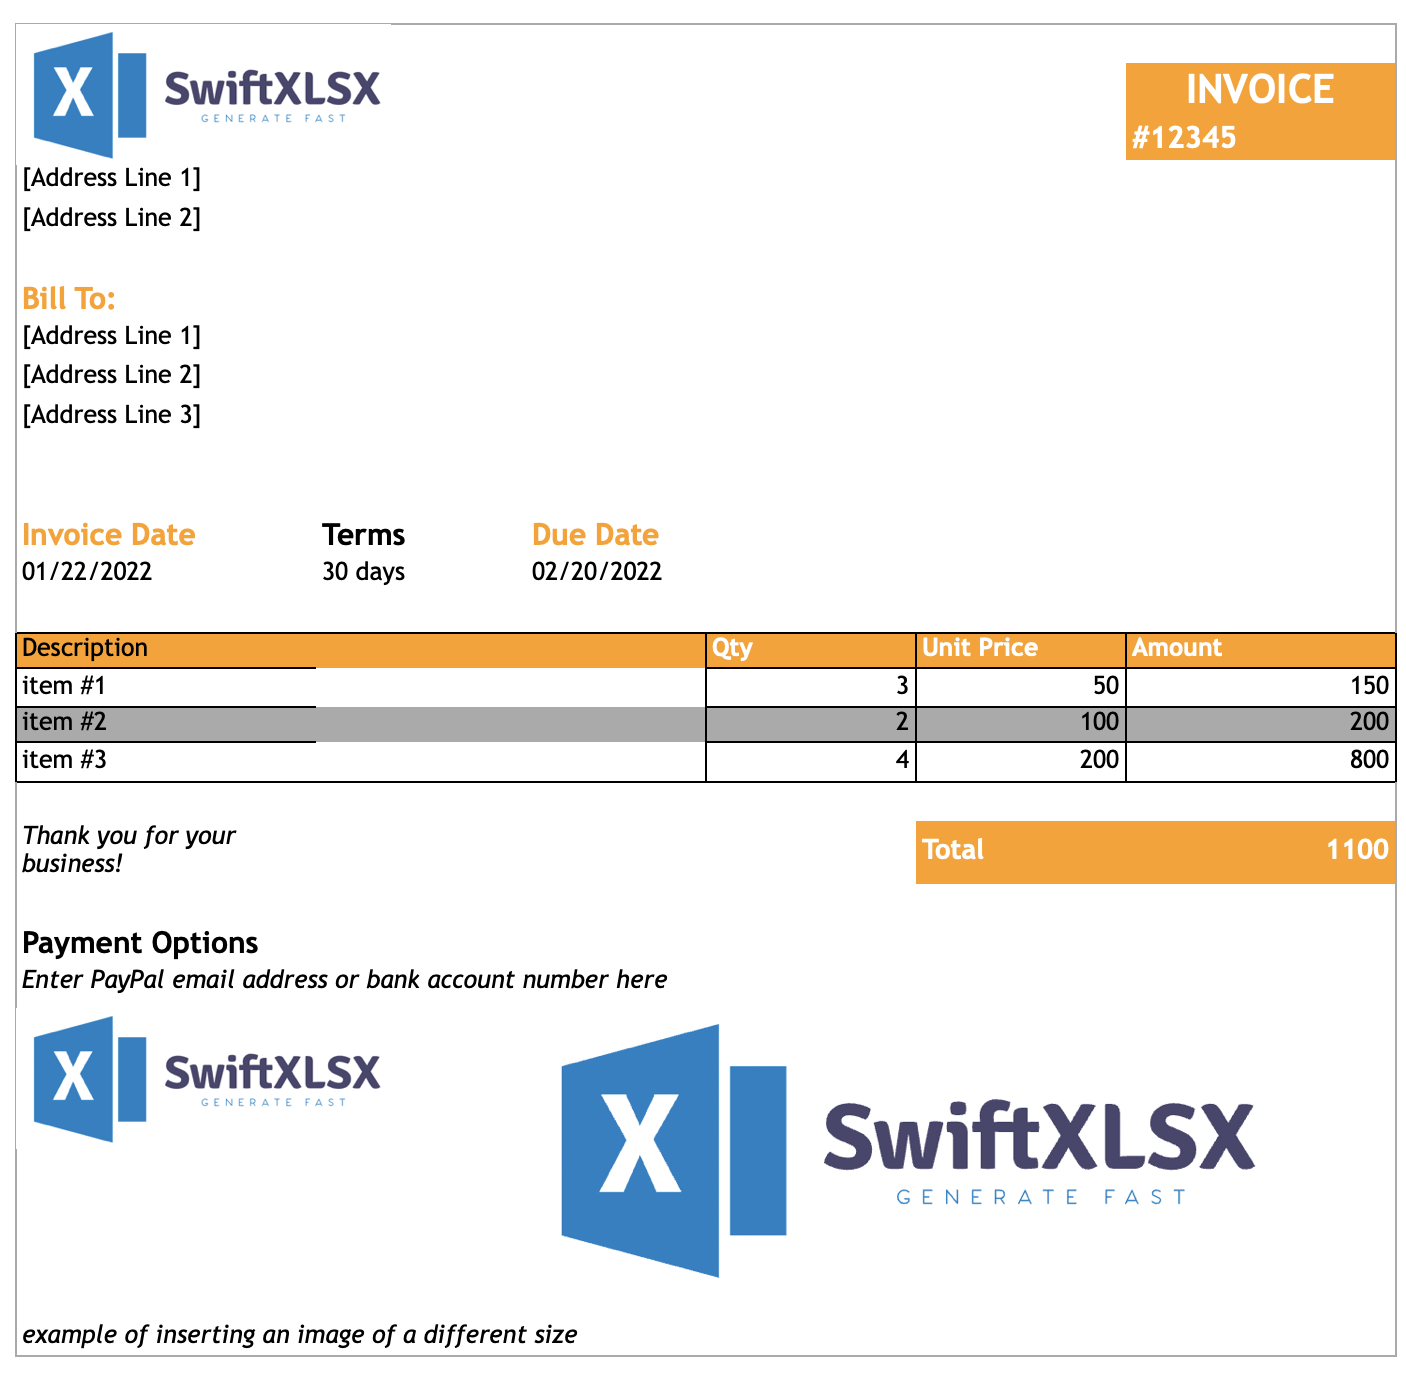 X
SwiftXLSX
GENERATE FAST
INVOICE
#12345
[Address Line 1]
[Address Line 2]
Bill To:
[Address Line 1]
[Address Line 2]
[Address Line 3]
Invoice Date Terms Due Date
01/22/2022 30 days 02/20/2022
Description Qty Unit Price Amount
item #1 3 50 150
item #2 2 100 200
item #3 4 200 800
Thank you for your
business!
Total 1100
Payment Options
Enter PayPal email address or bank account number here
X
SwiftXLSX
GENERATE FAST
X
SwiftXLSX
GENERATE FAST
example of inserting an image of a different size